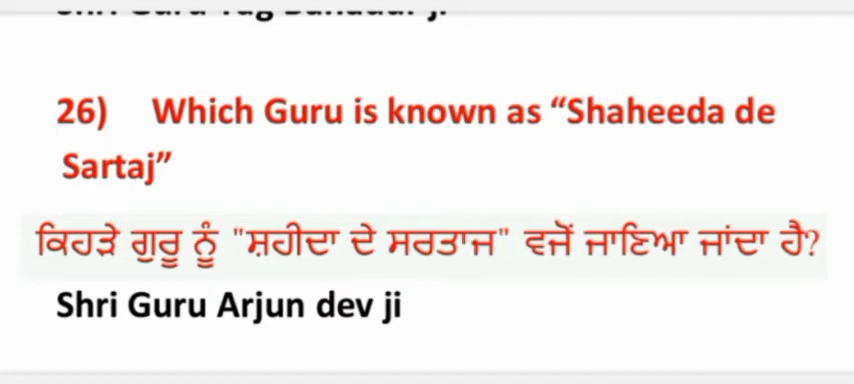 26) Which Guru is known as “Shaheeda de
Sartaj”
ਕਿਹੜੇ ਗੁਰੂ ਨੂੰ "ਸ਼ਹੀਦਾ ਦੇ ਸਰਤਾਜ" ਵਜੋਂ ਜਾਣਿਆ ਜਾਂਦਾ ਹੈ?
Shri Guru Arjun dev ji